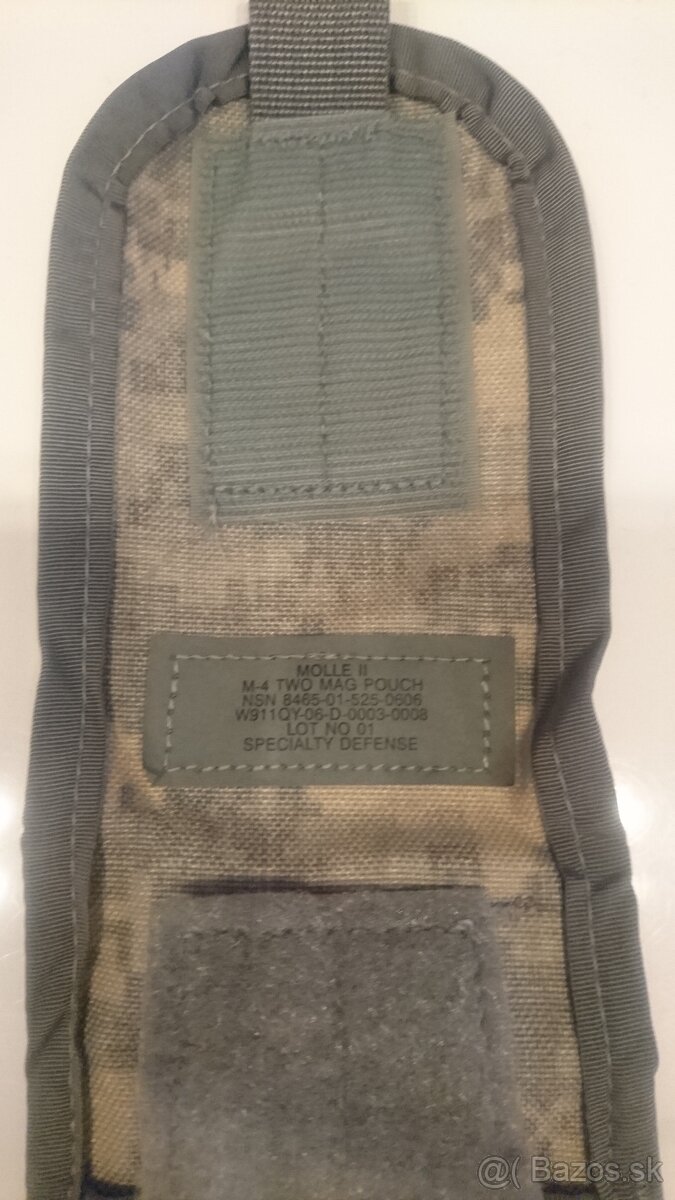 MOLLE II
M-4 TWO MAG POUCH
NSN 8465-01-525-0606
W911QY-06-D-0003-0008
LOT NO 01
SPECIALTY DEFENSE
@( Bazos.sk